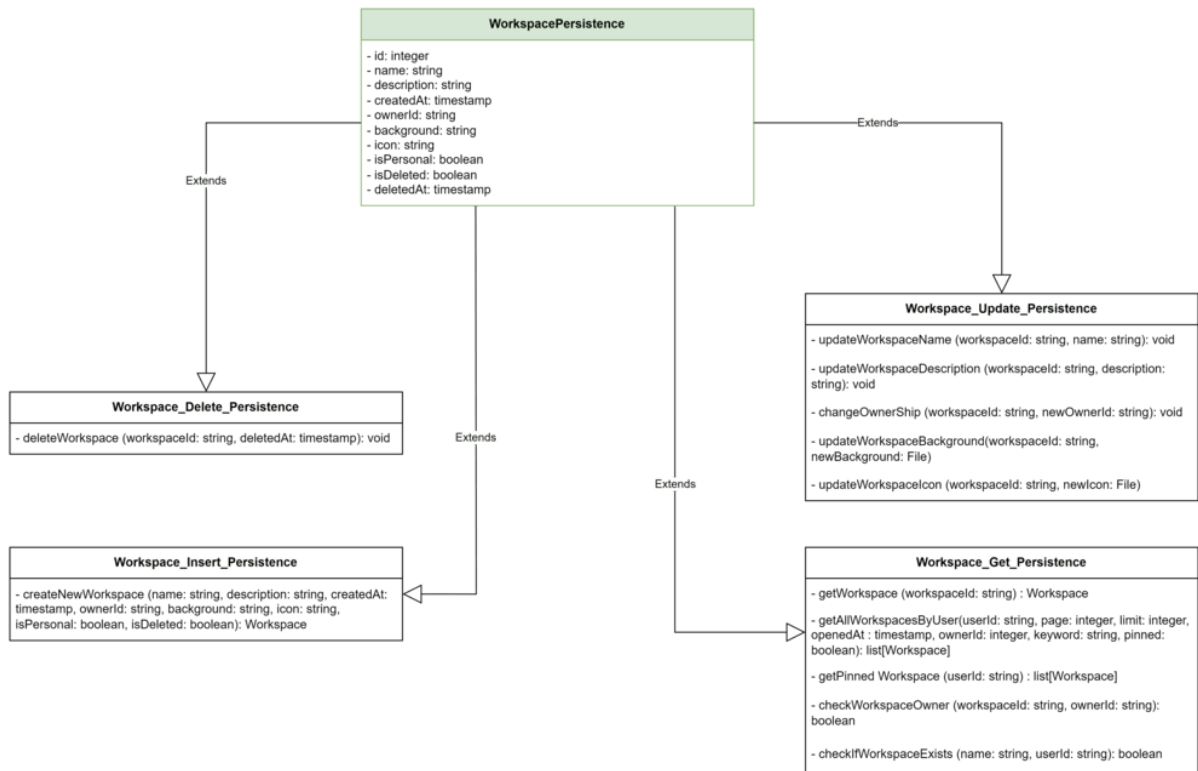 WorkspacePersistence
- id: integer
- name: string
- description: string
- createdAt: timestamp
- ownerId: string
- background: string
- icon: string
- isPersonal: boolean
- isDeleted: boolean
- deletedAt: timestamp
Extends
Extends
Workspace_Update_Persistence
- updateWorkspaceName (workspaceId: string, name: string): void
- updateWorkspaceDescription (workspaceId: string, description:
string): void
- changeOwnerShip (workspaceId: string, newOwnerId: string): void
- updateWorkspaceBackground(workspaceId: string,
newBackground: File)
- updateWorkspaceIcon (workspaceId: string, newIcon: File)
Workspace_Delete_Persistence
- deleteWorkspace (workspaceId: string, deletedAt: timestamp): void
Extends
Extends
Workspace_Insert_Persistence
- createNewWorkspace (name: string, description: string, createdAt:
timestamp, ownerId: string, background: string, icon: string,
isPersonal: boolean, isDeleted: boolean): Workspace
Workspace_Get_Persistence
- getWorkspace (workspaceId: string) : Workspace
- getAllWorkspacesByUser(userId: string, page: integer, limit: integer,
openedAt : timestamp, ownerId: integer, keyword: string, pinned:
boolean): list[Workspace]
- getPinned Workspace (userId: string) : list[Workspace]
- checkWorkspaceOwner (workspaceId: string, ownerId: string):
boolean
- checkIfWorkspaceExists (name: string, userId: string): boolean